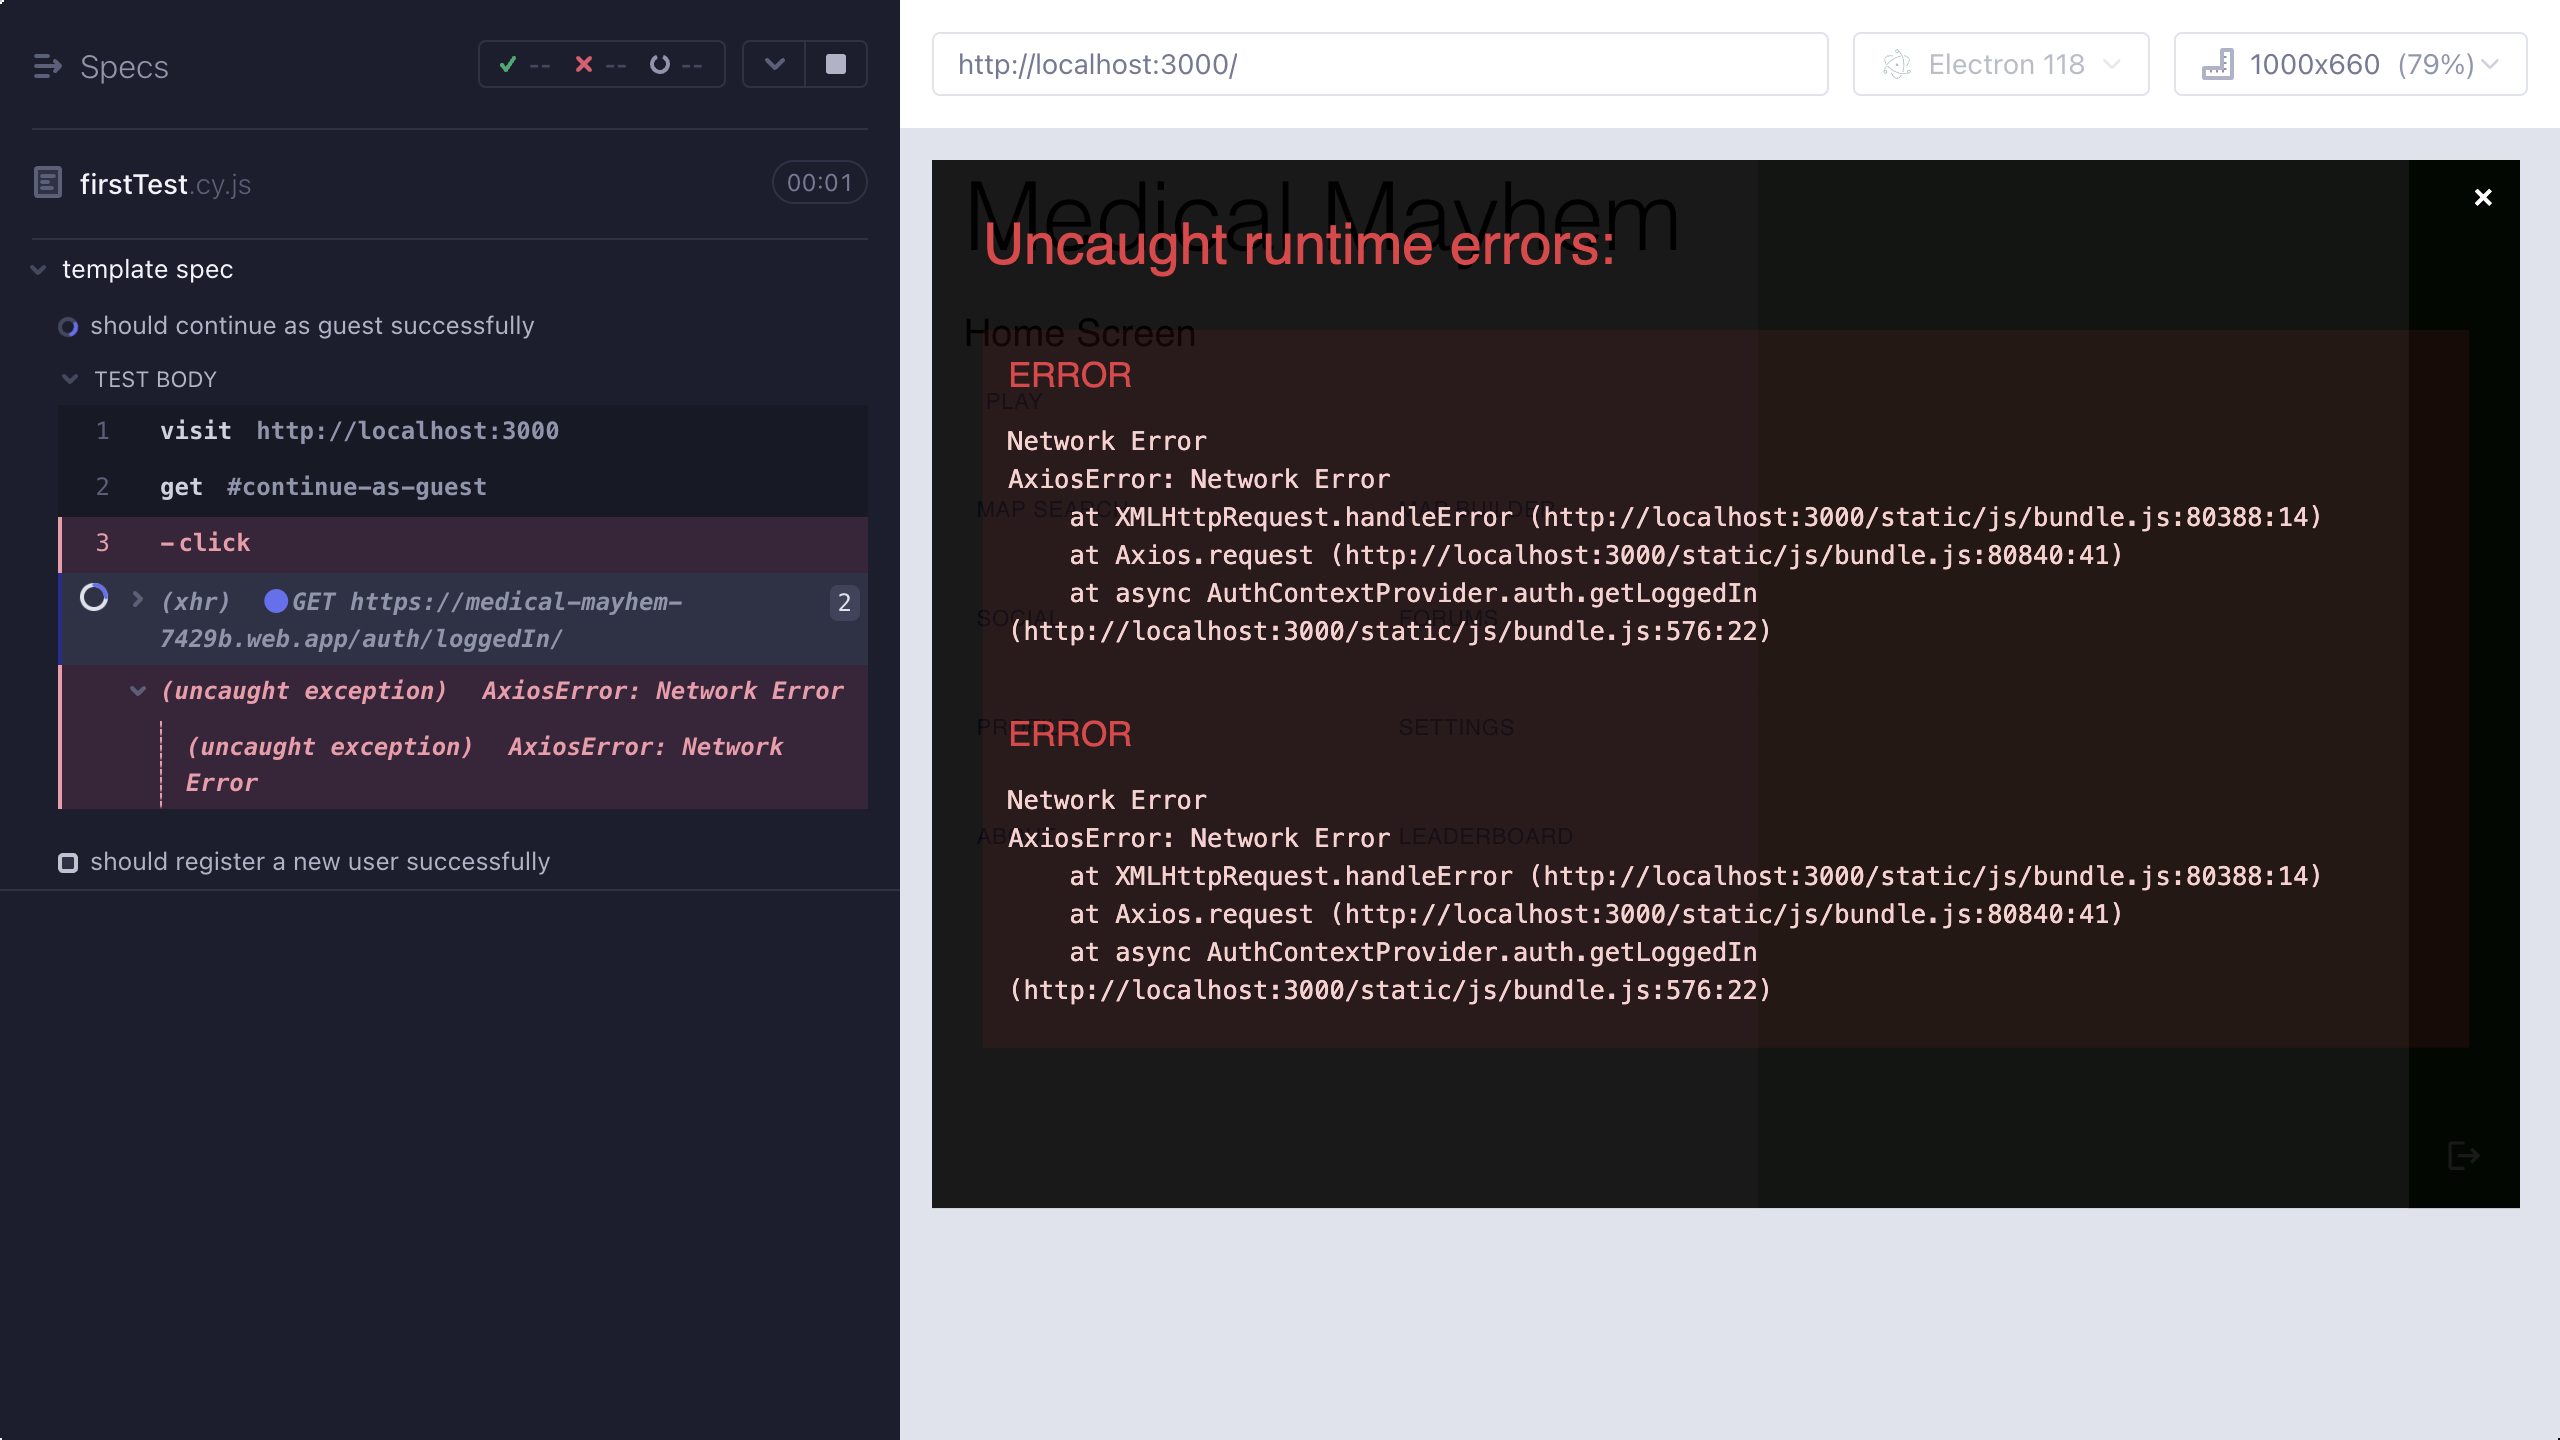 Specs
-- -- --
firstTest.cy.js
00:01
template spec
should continue as guest successfully
TEST BODY
1 visit http://localhost:3000
2 get #continue-as-guest
3 -click
(xhr) GET https://medical-mayhem-
7429b.web.app/auth/loggedIn/
2
(uncaught exception) AxiosError: Network Error
(uncaught exception) AxiosError: Network
Error
should register a new user successfully
http://localhost:3000/
Electron 118
1000x660 (79%)
Medical Mayhem
Uncaught runtime errors:
Home Screen
ERROR
PLAY
Network Error
AxiosError: Network Error
MAP SEARCH MAP BUILDER
at XMLHttpRequest.handleError (http://localhost:3000/static/js/bundle.js:80388:14)
at Axios.request (http://localhost:3000/static/js/bundle.js:80840:41)
at async AuthContextProvider.auth.getLoggedIn
SOCIAL FORUMS
(http://localhost:3000/static/js/bundle.js:576:22)
SETTINGS
ERROR
Network Error
AxiosError: Network Error
LEADERBOARD
at XMLHttpRequest.handleError (http://localhost:3000/static/js/bundle.js:80388:14)
at Axios.request (http://localhost:3000/static/js/bundle.js:80840:41)
at async AuthContextProvider.auth.getLoggedIn
(http://localhost:3000/static/js/bundle.js:576:22)